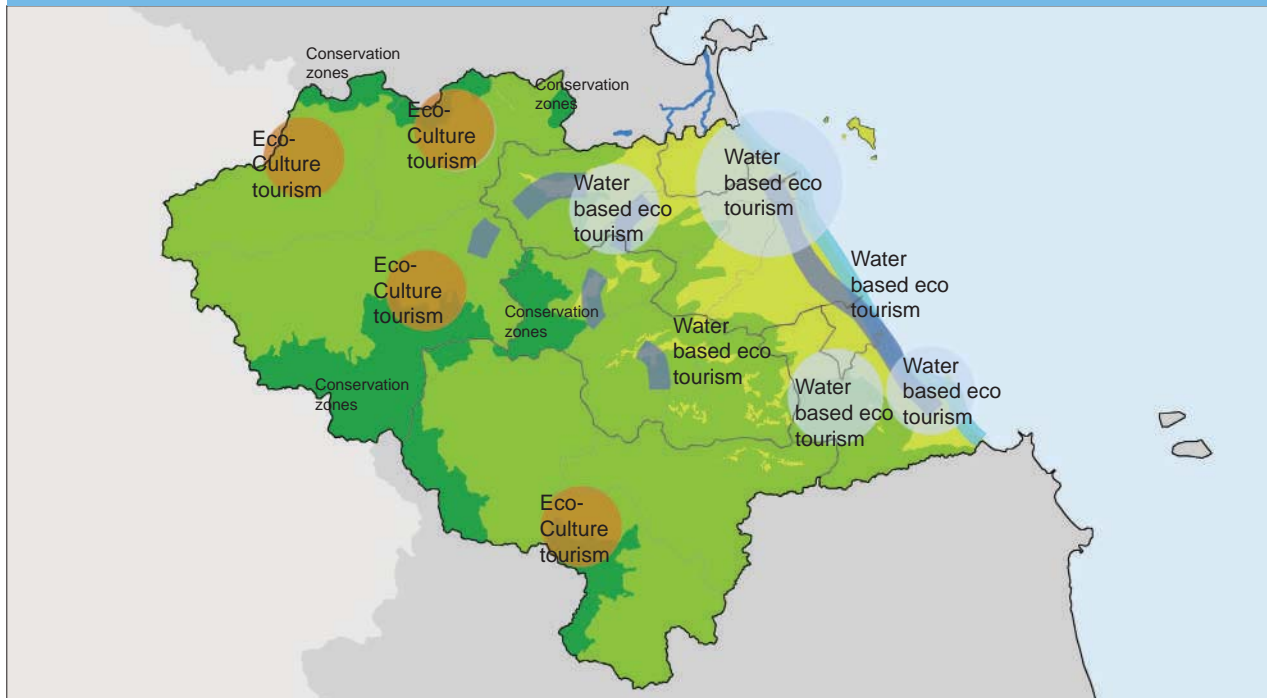 Conservation
zones
Conservation
zones
Eco-
Culture
tourism
Eco-
Culture
tourism
Water
based eco
tourism
Water
based eco
tourism
Eco-
Culture
tourism
Water
based eco
tourism
Conservation
zones
Water
based eco
tourism
Conservation
zones
Water
based eco
tourism
Water
based eco
tourism
Eco-
Culture
tourism